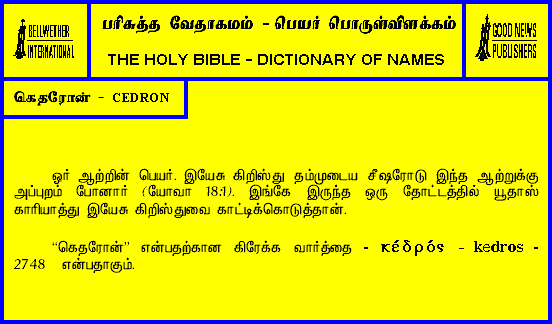 BELLWETHER
INTERNATIONAL
பரிசுத்த வேதாகமம் - பெயர் பொருள்விளக்கம்
THE HOLY BIBLE - DICTIONARY OF NAMES
GOOD NEWS
PUBLISHERS
கெதரோன் - CEDRON
ஓர் ஆற்றின் பெயர். இயேசு கிறிஸ்து தம்முடைய சீஷரோடு இந்த ஆற்றுக்கு
அப்புறம் போனார் (யோவா 18:1). இங்கே இருந்த ஒரு தோட்டத்தில் யூதாஸ்
காரியாத்து இயேசு கிறிஸ்துவை காட்டிக்கொடுத்தான்.
“கெதரோன்” என்பதற்கான கிரேக்க வார்த்தை - κέδρός - kedros -
2748 என்பதாகும்.